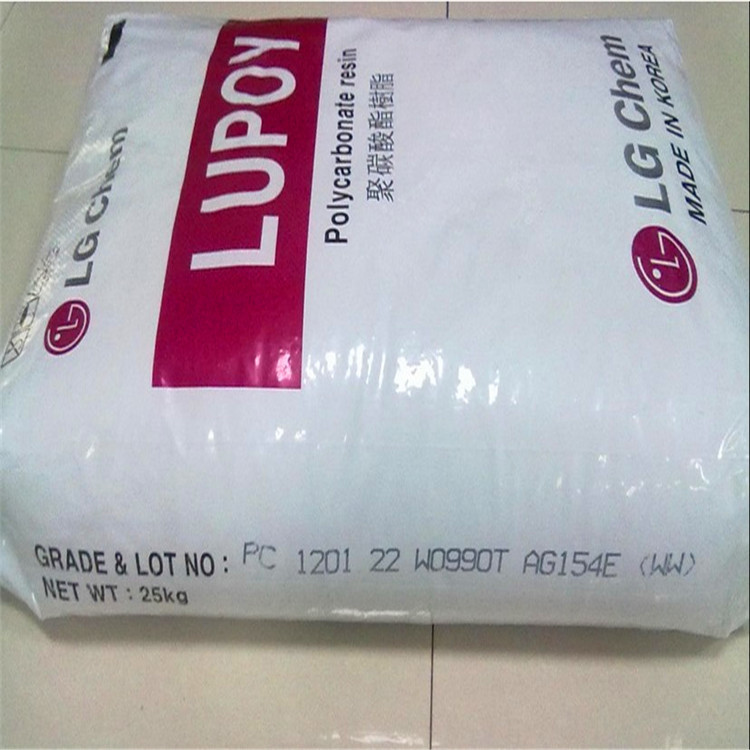 LG Chem
LUPOY
Polycarbonate resin
聚碳酸酯樹脂
LG Chem
MADE IN KOREA
GRADE & LOT NO : PC 1201 22 W0990T AG154E (WW)
NET WT : 25kg